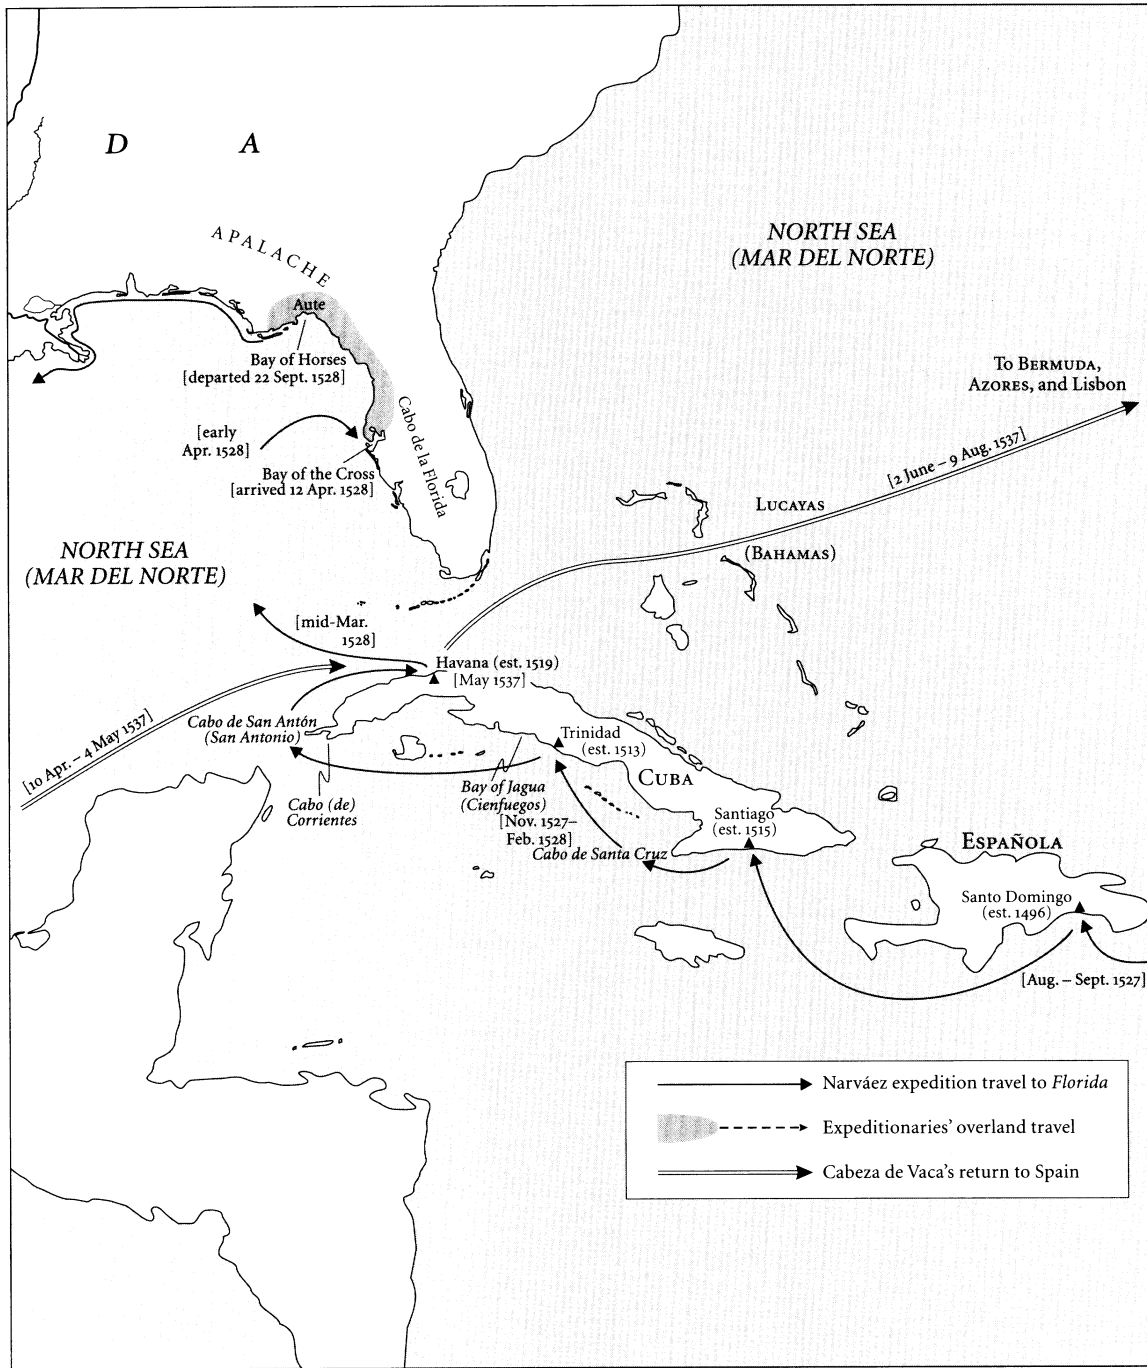 D A
APALACHE
NORTH SEA
(MAR DEL NORTE)
Aute
Bay of Horses
[departed 22 Sept. 1528]
To BERMUDA,
AZORES, and Lisbon
[early
Apr. 1528]
Cabo de la Florida
Bay of the Cross
[arrived 12 Apr. 1528]
[2 June – 9 Aug. 1537]
LUCAYAS
(BAHAMAS)
NORTH SEA
(MAR DEL NORTE)
[mid-Mar.
1528]
Havana (est. 1519)
[May 1537]
[10 Apr. – 4 May 1537]
Cabo de San Antón
(San Antonio)
Trinidad
(est. 1513)
CUBA
Cabo (de)
Corrientes
Bay of Jagua
(Cienfuegos)
[Nov. 1527–
Feb. 1528]
Cabo de Santa Cruz
Santiago
(est. 1515)
ESPAÑOLA
Santo Domingo
(est. 1496)
[Aug. – Sept. 1527]
Narváez expedition travel to Florida
Expeditionaries' overland travel
Cabeza de Vaca's return to Spain